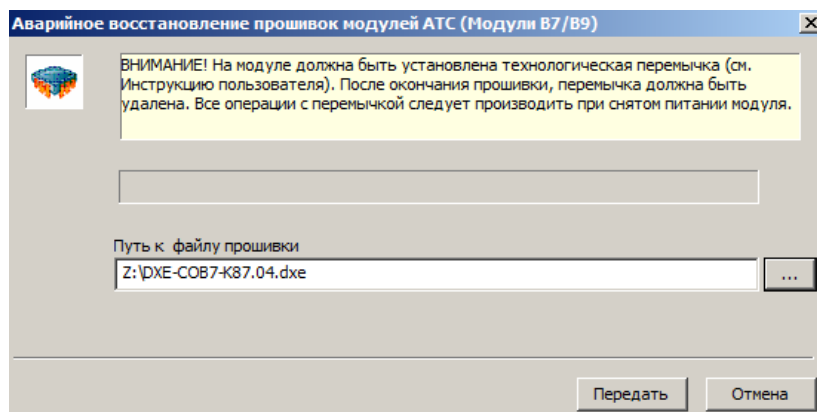 Аварийное восстановление прошивок модулей АТС (Модули B7/B9)
ВНИМАНИЕ! На модуле должна быть установлена технологическая перемычка (см.
Инструкцию пользователя). После окончания прошивки, перемычка должна быть
удалена. Все операции с перемычкой следует производить при снятом питании модуля.
Путь к файлу прошивки
Z:\DXE-COB7-K87.04.dxe
...
Передать
Отмена